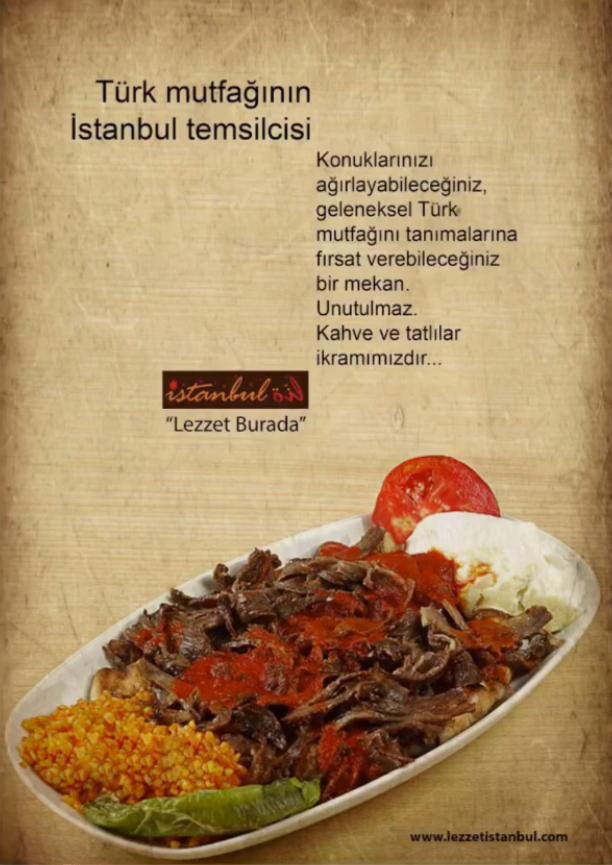 Türk mutfağının
İstanbul temsilcisi
Konuklarınızı
ağırlayabileceğiniz,
geleneksel Türk
mutfağını tanımalarına
fırsat verebileceğiniz
bir mekan.
Unutulmaz.
Kahve ve tatlılar
ikramımızdır...
istanbul
“Lezzet Burada”
www.lezzetistanbul.com